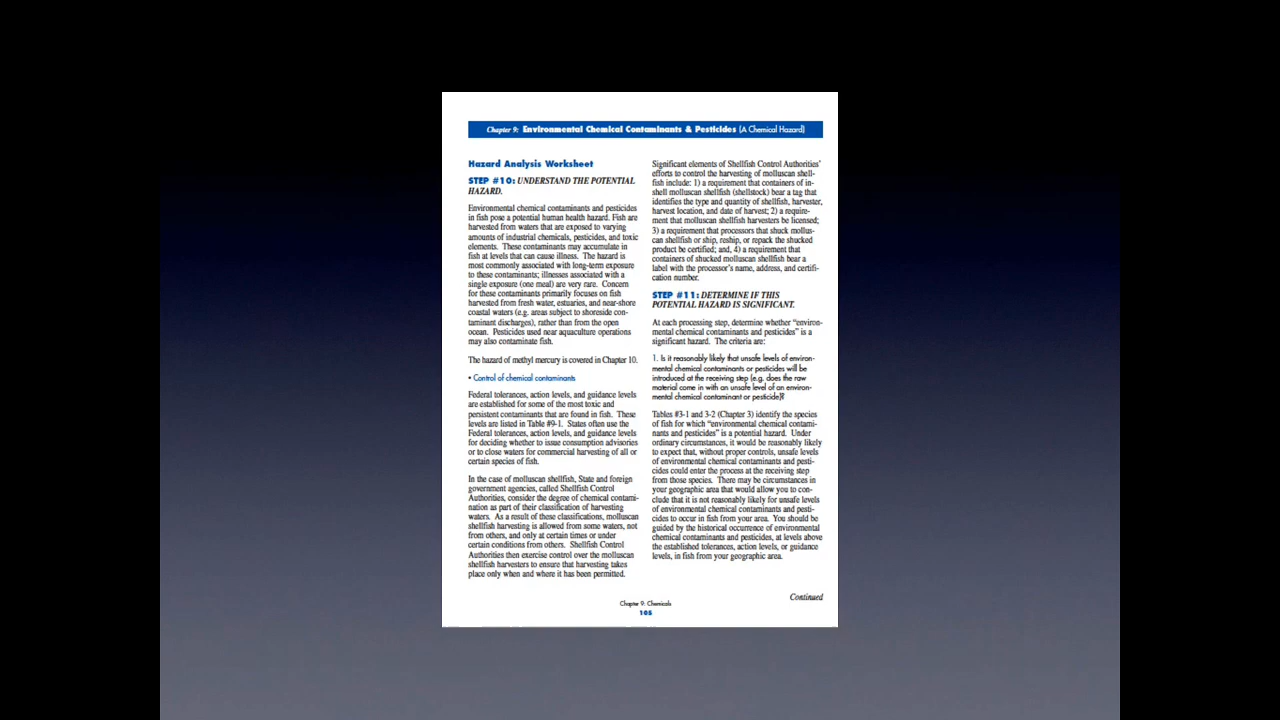 Chapter 9: Environmental Chemical Contaminants & Pesticides (A Chemical Hazard)
Hazard Analysis Worksheet
STEP #10: UNDERSTAND THE POTENTIAL
HAZARD.
Environmental chemical contaminants and pesticides
in fish pose a potential human health hazard. Fish are
harvested from waters that are exposed to varying
amounts of industrial chemicals, pesticides, and toxic
elements. These contaminants may accumulate in
fish at levels that can cause illness. The hazard is
most commonly associated with long-term exposure
to these contaminants; illnesses associated with a
single exposure (one meal) are very rare. Concern
for these contaminants primarily focuses on fish
harvested from fresh water, estuaries, and near-shore
coastal waters (e.g. areas subject to shoreside con-
taminant discharges), rather than from the open
ocean. Pesticides used near aquaculture operations
may also contaminate fish.
The hazard of methyl mercury is covered in Chapter 10.
• Control of chemical contaminants
Federal tolerances, action levels, and guidance levels
are established for some of the most toxic and
persistent contaminants that are found in fish. These
levels are listed in Table #9-1. States often use the
Federal tolerances, action levels, and guidance levels
for deciding whether to issue consumption advisories
or to close waters for commercial harvesting of all or
certain species of fish.
In the case of molluscan shellfish, State and foreign
government agencies, called Shellfish Control
Authorities, consider the degree of chemical contami-
nation as part of their classification of harvesting
waters. As a result of these classifications, molluscan
shellfish harvesting is allowed from some waters, not
from others, and only at certain times or under
certain conditions from others. Shellfish Control
Authorities then exercise control over the molluscan
shellfish harvesters to ensure that harvesting takes
place only when and where it has been permitted.
Significant elements of Shellfish Control Authorities'
efforts to control the harvesting of molluscan shell-
fish include: 1) a requirement that containers of in-
shell molluscan shellfish (shellstock) bear a tag that
identifies the type and quantity of shellfish, harvester,
harvest location, and date of harvest; 2) a require-
ment that molluscan shellfish harvesters be licensed;
3) a requirement that processors that shuck mollus-
can shellfish or ship, reship, or repack the shucked
product be certified; and, 4) a requirement that
containers of shucked molluscan shellfish bear a
label with the processor's name, address, and certifi-
cation number.
STEP #11: DETERMINE IF THIS
POTENTIAL HAZARD IS SIGNIFICANT.
At each processing step, determine whether "environ-
mental chemical contaminants and pesticides" is a
significant hazard. The criteria are:
1. Is it reasonably likely that unsafe levels of environ-
mental chemical contaminants or pesticides will be
introduced at the receiving step (e.g. does the raw
material come in with an unsafe level of an environ-
mental chemical contaminant or pesticide)?
Tables #3-1 and 3-2 (Chapter 3) identify the species
of fish for which "environmental chemical contami-
nants and pesticides" is a potential hazard. Under
ordinary circumstances, it would be reasonably likely
to expect that, without proper controls, unsafe levels
of environmental chemical contaminants and pesti-
cides could enter the process at the receiving step
from those species. There may be circumstances in
your geographic area that would allow you to con-
clude that it is not reasonably likely for unsafe levels
of environmental chemical contaminants and pesti-
cides to occur in fish from your area. You should be
guided by the historical occurrence of environmental
chemical contaminants and pesticides, at levels above
the established tolerances, action levels, or guidance
levels, in fish from your geographic area.
Continued
Chapter 9: Chemicals
105